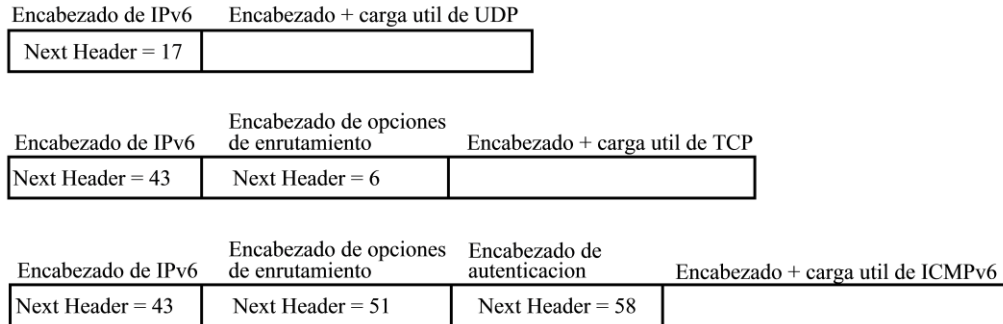 Encabezado de IPv6 Encabezado + carga util de UDP
Next Header = 17
Encabezado de opciones
Encabezado de IPv6 de enrutamiento Encabezado + carga util de TCP
Next Header = 43 Next Header = 6
Encabezado de opciones Encabezado de
Encabezado de IPv6 de enrutamiento autenticacion Encabezado + carga util de ICMPv6
Next Header = 43 Next Header = 51 Next Header = 58